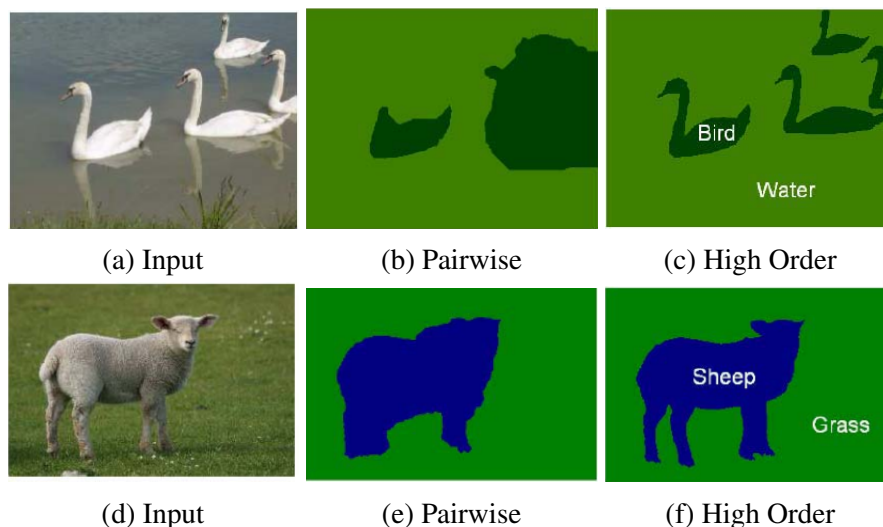 Bird
Water
(a) Input
(b) Pairwise
(c) High Order
Sheep
Grass
(d) Input
(e) Pairwise
(f) High Order